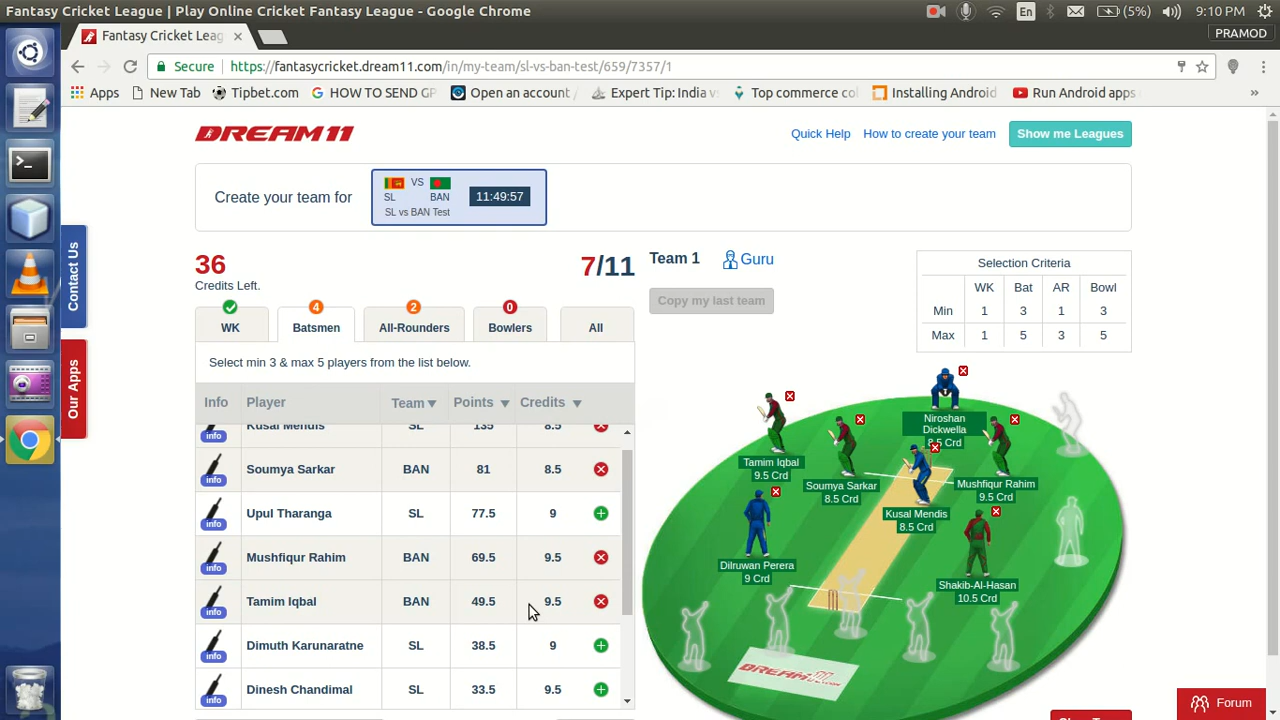 Fantasy Cricket League | Play Online Cricket Fantasy League - Google Chrome
En
(5%)
9:10 PM
PRAMOD
Fantasy Cricket Leag
Secure
https://fantasycricket.dream11.com/in/my-team/sl-vs-ban-test/659/7357/1
Apps
New Tab
Tipbet.com
HOW TO SEND GP
Open an account
Expert Tip: India v
Top commerce col
Installing Android
Run Android apps
»
DREAM11
Quick Help
How to create your team
Show me Leagues
Create your team for
VS
SL
BAN
SL vs BAN Test
11:49:57
Contact Us
Our Apps
36
Credits Left.
7/11
Team 1
Guru
Copy my last team
Selection Criteria
WK Bat AR Bowl
Min 1 3 1 3
Max 1 5 3 5
WK
4
Batsmen
2
All-Rounders
0
Bowlers
All
Select min 3 & max 5 players from the list below.
Info Player Team Points Credits
info Kusal Mendis SL 135 8.5
info Soumya Sarkar BAN 81 8.5
info Upul Tharanga SL 77.5 9
info Mushfiqur Rahim BAN 69.5 9.5
info Tamim Iqbal BAN 49.5 9.5
info Dimuth Karunaratne SL 38.5 9
info Dinesh Chandimal SL 33.5 9.5
Niroshan
Dickwella
8.5 Crd
Tamim Iqbal
9.5 Crd
Soumya Sarkar
8.5 Crd
Mushfiqur Rahim
9.5 Crd
Kusal Mendis
8.5 Crd
Dilruwan Perera
9 Crd
Shakib-Al-Hasan
10.5 Crd
DREAM11
Forum